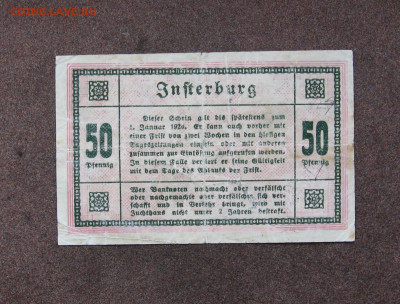 Insterburg
50
Pfennig
50
Pfennig
Dieser Schein gilt bis spätestens zum
1. Januar 1920. Er kann auch vorher mit
einer Frist von zwei Wochen in den hiesigen
Tageszeitungen einzeln oder mit anderen
zusammen zur Einlösung aufgerufen werden.
In diesem Falle verliert er seine Gültigkeit
mit dem Tage des Ablaufs der Frist.
Wer Banknoten nachmacht oder verfälscht
oder nachgemachte oder verfälschte sich ver-
schafft und in Verkehr bringt, wird mit
Zuchthaus nicht unter 2 Jahren bestraft.